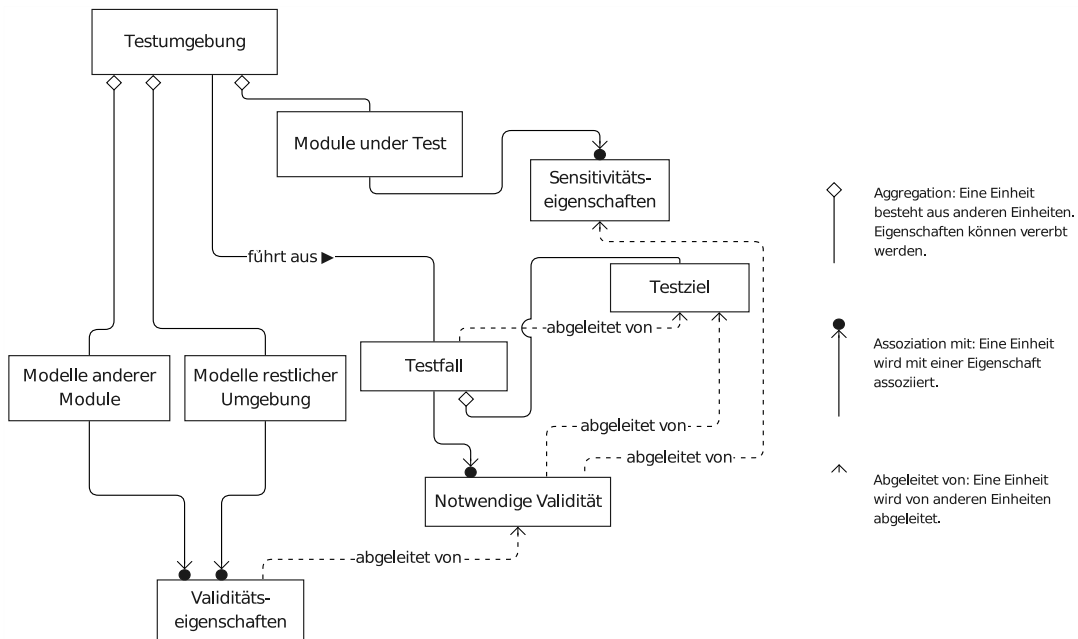 Testumgebung
Module under Test
Sensitivitäts-
eigenschaften
führt aus ▶
Testziel
abgeleitet von
Testfall
Modelle anderer
Module
Modelle restlicher
Umgebung
abgeleitet von
abgeleitet von
Notwendige Validität
abgeleitet von
Validitäts-
eigenschaften
Aggregation: Eine Einheit
besteht aus anderen Einheiten.
Eigenschaften können vererbt
werden.
Assoziation mit: Eine Einheit
wird mit einer Eigenschaft
assoziiert.
Abgeleitet von: Eine Einheit
wird von anderen Einheiten
abgeleitet.